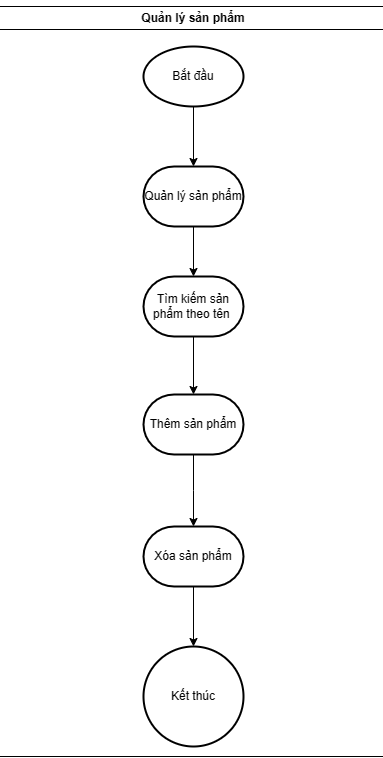 Quản lý sản phẩm
Bắt đầu
Quản lý sản phẩm
Tìm kiếm sản
phẩm theo tên
Thêm sản phẩm
Xóa sản phẩm
Kết thúc